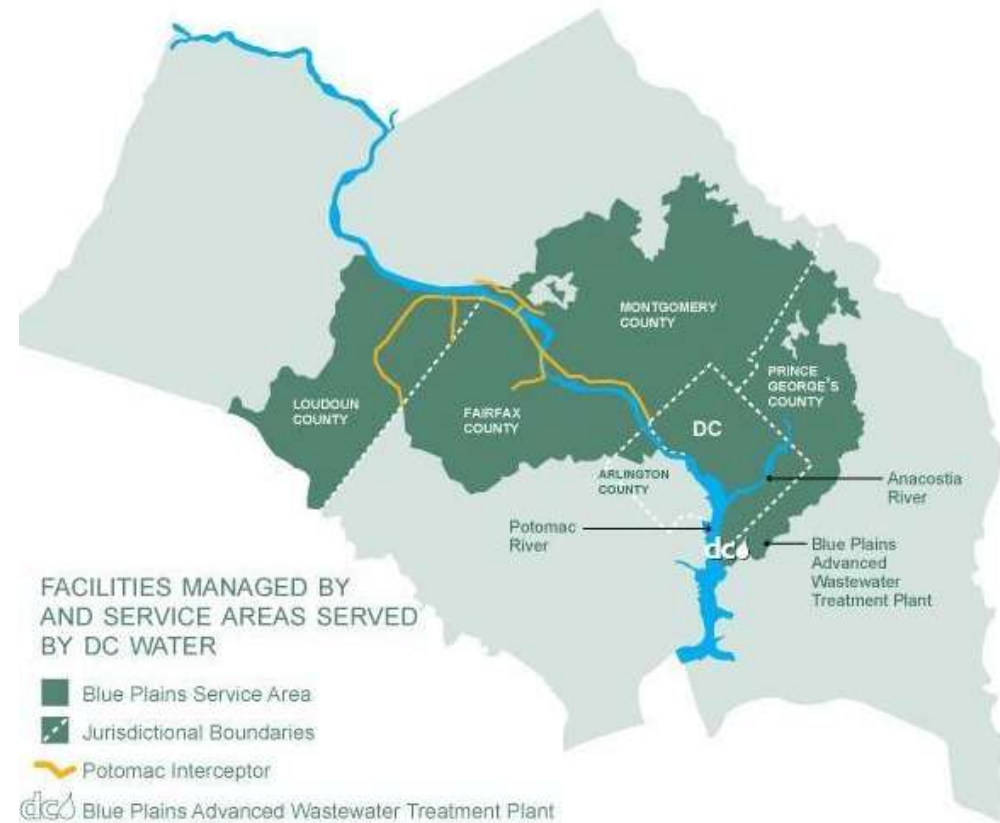 MONTGOMERY
COUNTY
PRINCE
GEORGE'S
COUNTY
LOUDOUN
COUNTY
FAIRFAX
COUNTY
DC
ARLINGTON
COUNTY
Anacostia
River
Potomac
River
dc
Blue Plains
Advanced
Wastewater
Treatment Plant
FACILITIES MANAGED BY
AND SERVICE AREAS SERVED
BY DC WATER
Blue Plains Service Area
Jurisdictional Boundaries
Potomac Interceptor
dc Blue Plains Advanced Wastewater Treatment Plant